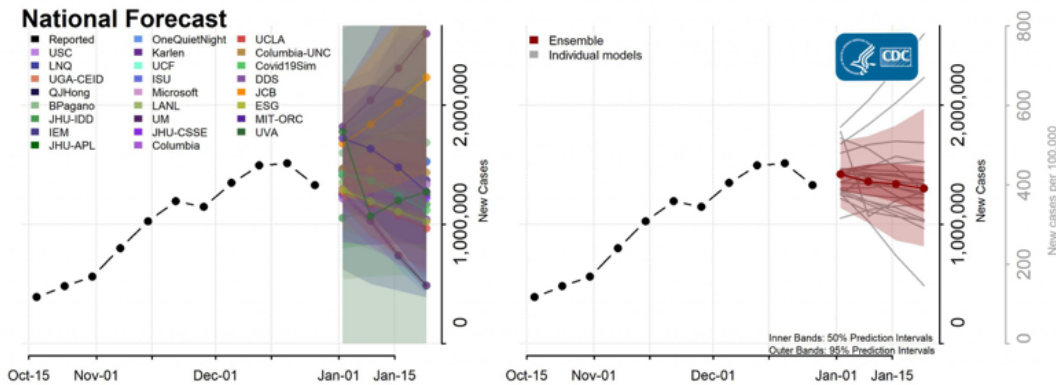 National Forecast
Reported
USC
LNQ
UGA-CEID
QJHong
BPagano
JHU-IDD
IEM
JHU-APL
OneQuietNight
Karlen
UCF
ISU
Microsoft
LANL
UM
JHU-CSSE
Columbia
UCLA
Columbia-UNC
Covid19Sim
DDS
JCB
ESG
MIT-ORC
UVA
2,000,000
1,000,000
0
New Cases
Oct-15 Nov-01 Dec-01 Jan-01 Jan-15
Ensemble
Individual models
CDC
2,000,000
1,000,000
0
New Cases
800
600
400
200
0
New cases per 100,000
Inner Bands: 50% Prediction Intervals
Outer Bands: 95% Prediction Intervals
Oct-15 Nov-01 Dec-01 Jan-01 Jan-15